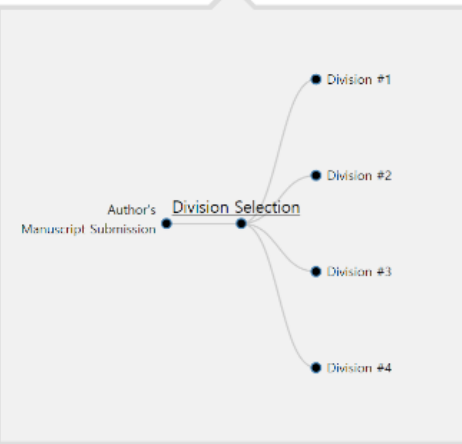 Division #1
Division #2
Author's
Manuscript Submission
Division Selection
Division #3
Division #4